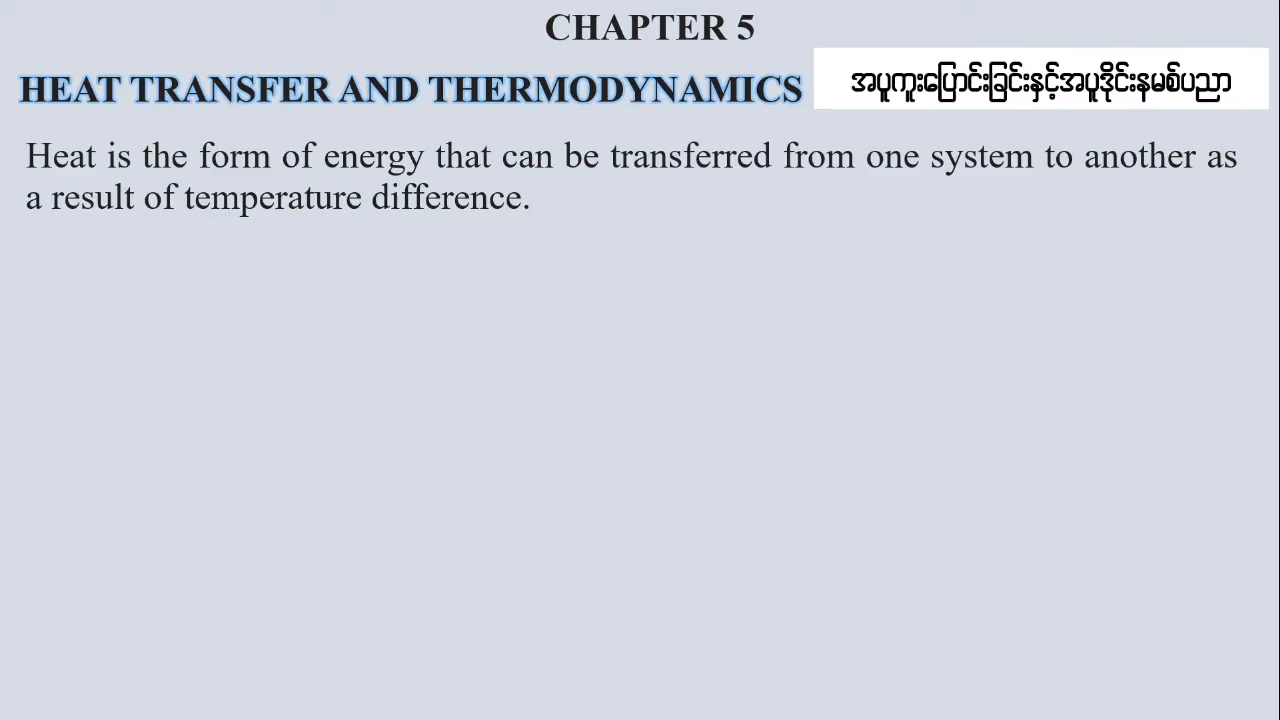 CHAPTER 5
HEAT TRANSFER AND THERMODYNAMICS
အပူကူးပြောင်းခြင်းနှင့်အပူဒိုင်းနမစ်ပညာ
Heat is the form of energy that can be transferred from one system to another as
a result of temperature difference.